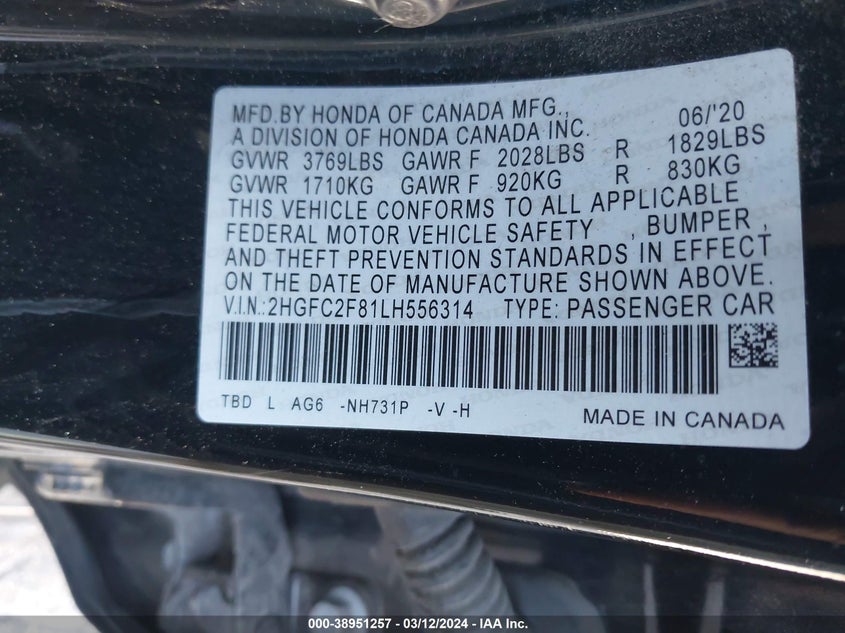 MFD.BY HONDA OF CANADA MFG., 06/'20
A DIVISION OF HONDA CANADA INC.
GVWR 3769LBS GAWR F 2028LBS R 1829LBS
GVWR 1710KG GAWR F 920KG R 830KG
THIS VEHICLE CONFORMS TO ALL APPLICABLE
FEDERAL MOTOR VEHICLE SAFETY , BUMPER ,
AND THEFT PREVENTION STANDARDS IN EFFECT
ON THE DATE OF MANUFACTURE SHOWN ABOVE.
V.IN.:2HGFC2F81LH556314 TYPE: PASSENGER CAR
TBD L AG6 -NH731P -V -H MADE IN CANADA
000-38951257 - 03/12/2024 - IAA Inc.